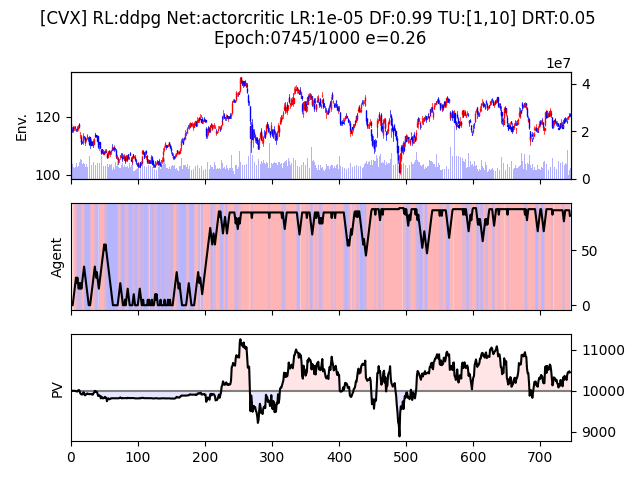 [CVX] RL:ddpg Net:actorcritic LR:1e-05 DF:0.99 TU:[1,10] DRT:0.05
Epoch:0745/1000 e=0.26
1e7
Env.
120
100
4
2
0
Agent
50
0
PV
11000
10000
9000
0 100 200 300 400 500 600 700